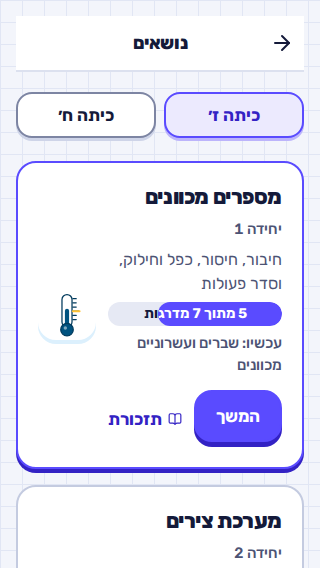 נושאים
כיתה ז׳
כיתה ח׳
מספרים מכוונים
יחידה 1
חיבור, חיסור, כפל וחילוק,
וסדר פעולות
5 מתוך 7 מדרגות
עכשיו: שברים ועשרוניים
מכוונים
המשך
תזכורת
מערכת צירים
יחידה 2